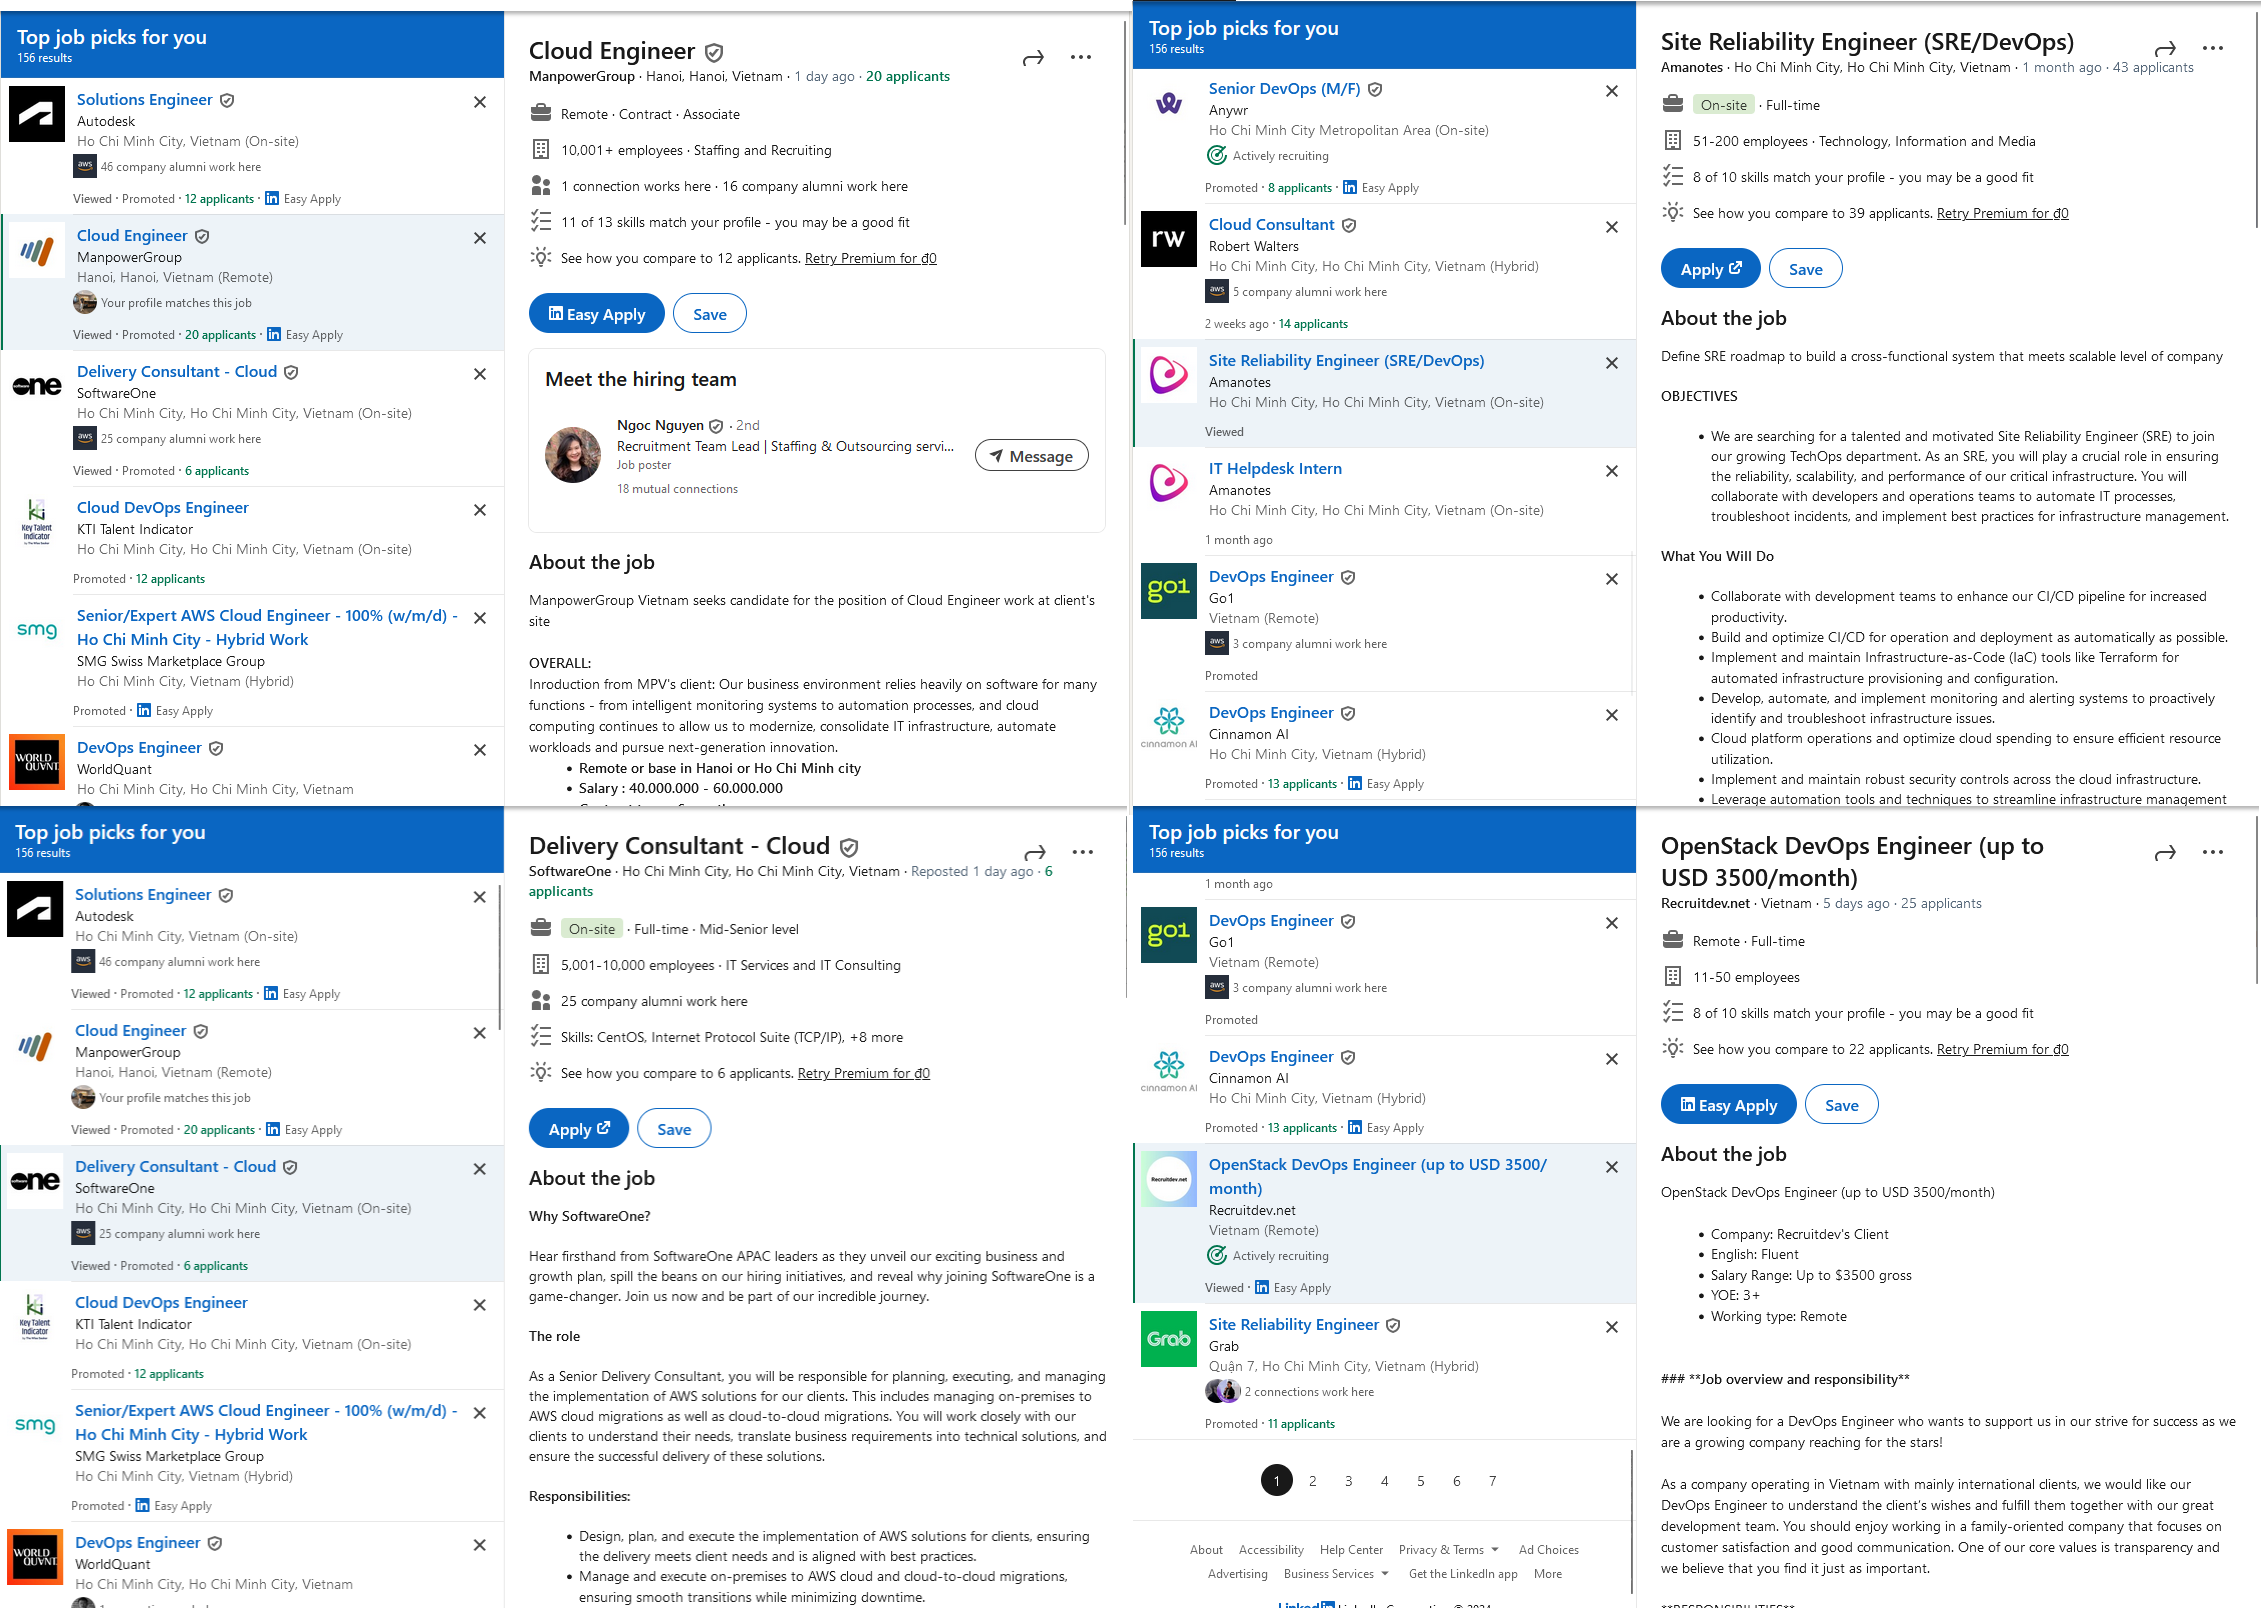 Top job picks for you
156 results
Solutions Engineer
Autodesk
Ho Chi Minh City, Vietnam (On-site)
aws 46 company alumni work here
Viewed · Promoted · 12 applicants · in Easy Apply
Cloud Engineer
ManpowerGroup
Hanoi, Hanoi, Vietnam (Remote)
Your profile matches this job
Viewed · Promoted · 20 applicants · in Easy Apply
software one
Delivery Consultant - Cloud
SoftwareOne
Ho Chi Minh City, Ho Chi Minh City, Vietnam (On-site)
aws 25 company alumni work here
Viewed · Promoted · 6 applicants
Key Talent
Indicator
Cloud DevOps Engineer
KTI Talent Indicator
Ho Chi Minh City, Ho Chi Minh City, Vietnam (On-site)
Promoted · 12 applicants
smg
Senior/Expert AWS Cloud Engineer - 100% (w/m/d) -
Ho Chi Minh City - Hybrid Work
SMG Swiss Marketplace Group
Ho Chi Minh City, Vietnam (Hybrid)
Promoted · in Easy Apply
WORLD
QUANT
DevOps Engineer
WorldQuant
Ho Chi Minh City, Ho Chi Minh City, Vietnam
Cloud Engineer
ManpowerGroup · Hanoi, Hanoi, Vietnam · 1 day ago · 20 applicants
Remote · Contract · Associate
10,001+ employees · Staffing and Recruiting
1 connection works here · 16 company alumni work here
11 of 13 skills match your profile - you may be a good fit
See how you compare to 12 applicants. Retry Premium for ₫0
in Easy Apply
Save
Meet the hiring team
Ngoc Nguyen · 2nd
Recruitment Team Lead | Staffing & Outsourcing servi...
Job poster
18 mutual connections
Message
About the job
ManpowerGroup Vietnam seeks candidate for the position of Cloud Engineer work at client's
site
OVERALL:
Inroduction from MPV's client: Our business environment relies heavily on software for many
functions - from intelligent monitoring systems to automation processes, and cloud
computing continues to allow us to modernize, consolidate IT infrastructure, automate
workloads and pursue next-generation innovation.
• Remote or base in Hanoi or Ho Chi Minh city
• Salary : 40.000.000 - 60.000.000
Top job picks for you
156 results
Senior DevOps (M/F)
Anywr
Ho Chi Minh City Metropolitan Area (On-site)
Actively recruiting
Promoted · 8 applicants · in Easy Apply
rw
Cloud Consultant
Robert Walters
Ho Chi Minh City, Ho Chi Minh City, Vietnam (Hybrid)
aws 5 company alumni work here
2 weeks ago · 14 applicants
Site Reliability Engineer (SRE/DevOps)
Amanotes
Ho Chi Minh City, Ho Chi Minh City, Vietnam (On-site)
Viewed
IT Helpdesk Intern
Amanotes
Ho Chi Minh City, Ho Chi Minh City, Vietnam (On-site)
1 month ago
go1
DevOps Engineer
Go1
Vietnam (Remote)
aws 3 company alumni work here
Promoted
cinnamon AI
DevOps Engineer
Cinnamon AI
Ho Chi Minh City, Vietnam (Hybrid)
Promoted · 13 applicants · in Easy Apply
Site Reliability Engineer (SRE/DevOps)
Amanotes · Ho Chi Minh City, Ho Chi Minh City, Vietnam · 1 month ago · 43 applicants
On-site · Full-time
51-200 employees · Technology, Information and Media
8 of 10 skills match your profile - you may be a good fit
See how you compare to 39 applicants. Retry Premium for ₫0
Apply
Save
About the job
Define SRE roadmap to build a cross-functional system that meets scalable level of company
OBJECTIVES
• We are searching for a talented and motivated Site Reliability Engineer (SRE) to join
our growing TechOps department. As an SRE, you will play a crucial role in ensuring
the reliability, scalability, and performance of our critical infrastructure. You will
collaborate with developers and operations teams to automate IT processes,
troubleshoot incidents, and implement best practices for infrastructure management.
What You Will Do
• Collaborate with development teams to enhance our CI/CD pipeline for increased
productivity.
• Build and optimize CI/CD for operation and deployment as automatically as possible.
• Implement and maintain Infrastructure-as-Code (IaC) tools like Terraform for
automated infrastructure provisioning and configuration.
• Develop, automate, and implement monitoring and alerting systems to proactively
identify and troubleshoot infrastructure issues.
• Cloud platform operations and optimize cloud spending to ensure efficient resource
utilization.
• Implement and maintain robust security controls across the cloud infrastructure.
• Leverage automation tools and techniques to streamline infrastructure management
Top job picks for you
156 results
Solutions Engineer
Autodesk
Ho Chi Minh City, Vietnam (On-site)
aws 46 company alumni work here
Viewed · Promoted · 12 applicants · in Easy Apply
Cloud Engineer
ManpowerGroup
Hanoi, Hanoi, Vietnam (Remote)
Your profile matches this job
Viewed · Promoted · 20 applicants · in Easy Apply
software one
Delivery Consultant - Cloud
SoftwareOne
Ho Chi Minh City, Ho Chi Minh City, Vietnam (On-site)
aws 25 company alumni work here
Viewed · Promoted · 6 applicants
Key Talent
Indicator
Cloud DevOps Engineer
KTI Talent Indicator
Ho Chi Minh City, Ho Chi Minh City, Vietnam (On-site)
Promoted · 12 applicants
smg
Senior/Expert AWS Cloud Engineer - 100% (w/m/d) -
Ho Chi Minh City - Hybrid Work
SMG Swiss Marketplace Group
Ho Chi Minh City, Vietnam (Hybrid)
Promoted · in Easy Apply
WORLD
QUANT
DevOps Engineer
WorldQuant
Ho Chi Minh City, Ho Chi Minh City, Vietnam
Delivery Consultant - Cloud
SoftwareOne · Ho Chi Minh City, Ho Chi Minh City, Vietnam · Reposted 1 day ago · 6
applicants
On-site · Full-time · Mid-Senior level
5,001-10,000 employees · IT Services and IT Consulting
25 company alumni work here
Skills: CentOS, Internet Protocol Suite (TCP/IP), +8 more
See how you compare to 6 applicants. Retry Premium for ₫0
Apply
Save
About the job
Why SoftwareOne?
Hear firsthand from SoftwareOne APAC leaders as they unveil our exciting business and
growth plan, spill the beans on our hiring initiatives, and reveal why joining SoftwareOne is a
game-changer. Join us now and be part of our incredible journey.
The role
As a Senior Delivery Consultant, you will be responsible for planning, executing, and managing
the implementation of AWS solutions for our clients. This includes managing on-premises to
AWS cloud migrations as well as cloud-to-cloud migrations. You will work closely with our
clients to understand their needs, translate business requirements into technical solutions, and
ensure the successful delivery of these solutions.
Responsibilities:
• Design, plan, and execute the implementation of AWS solutions for clients, ensuring
the delivery meets client needs and is aligned with best practices.
• Manage and execute on-premises to AWS cloud and cloud-to-cloud migrations,
ensuring smooth transitions while minimizing downtime.
Top job picks for you
156 results
1 month ago
go1
DevOps Engineer
Go1
Vietnam (Remote)
aws 3 company alumni work here
Promoted
cinnamon AI
DevOps Engineer
Cinnamon AI
Ho Chi Minh City, Vietnam (Hybrid)
Promoted · 13 applicants · in Easy Apply
Recruitdev.net
OpenStack DevOps Engineer (up to USD 3500/
month)
Recruitdev.net
Vietnam (Remote)
Actively recruiting
Viewed · in Easy Apply
Grab
Site Reliability Engineer
Grab
Quận 7, Ho Chi Minh City, Vietnam (Hybrid)
2 connections work here
Promoted · 11 applicants
1 2 3 4 5 6 7
About Accessibility Help Center Privacy & Terms Ad Choices
Advertising Business Services Get the LinkedIn app More
OpenStack DevOps Engineer (up to
USD 3500/month)
Recruitdev.net · Vietnam · 5 days ago · 25 applicants
Remote · Full-time
11-50 employees
8 of 10 skills match your profile - you may be a good fit
See how you compare to 22 applicants. Retry Premium for ₫0
in Easy Apply
Save
About the job
OpenStack DevOps Engineer (up to USD 3500/month)
• Company: Recruitdev's Client
• English: Fluent
• Salary Range: Up to $3500 gross
• YOE: 3+
• Working type: Remote
### **Job overview and responsibility**
We are looking for a DevOps Engineer who wants to support us in our strive for success as we
are a growing company reaching for the stars!
As a company operating in Vietnam with mainly international clients, we would like our
DevOps Engineer to understand the client's wishes and fulfill them together with our great
development team. You should enjoy working in a family-oriented company that focuses on
customer satisfaction and good communication. One of our core values is transparency and
we believe that you find it just as important.